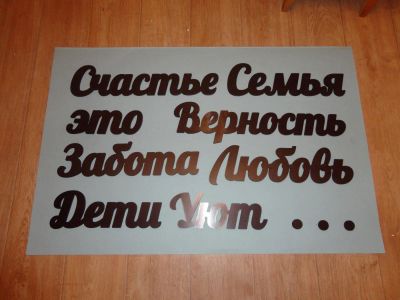 Счастье Семья
это Верность
Забота Любовь
Дети Уют ...